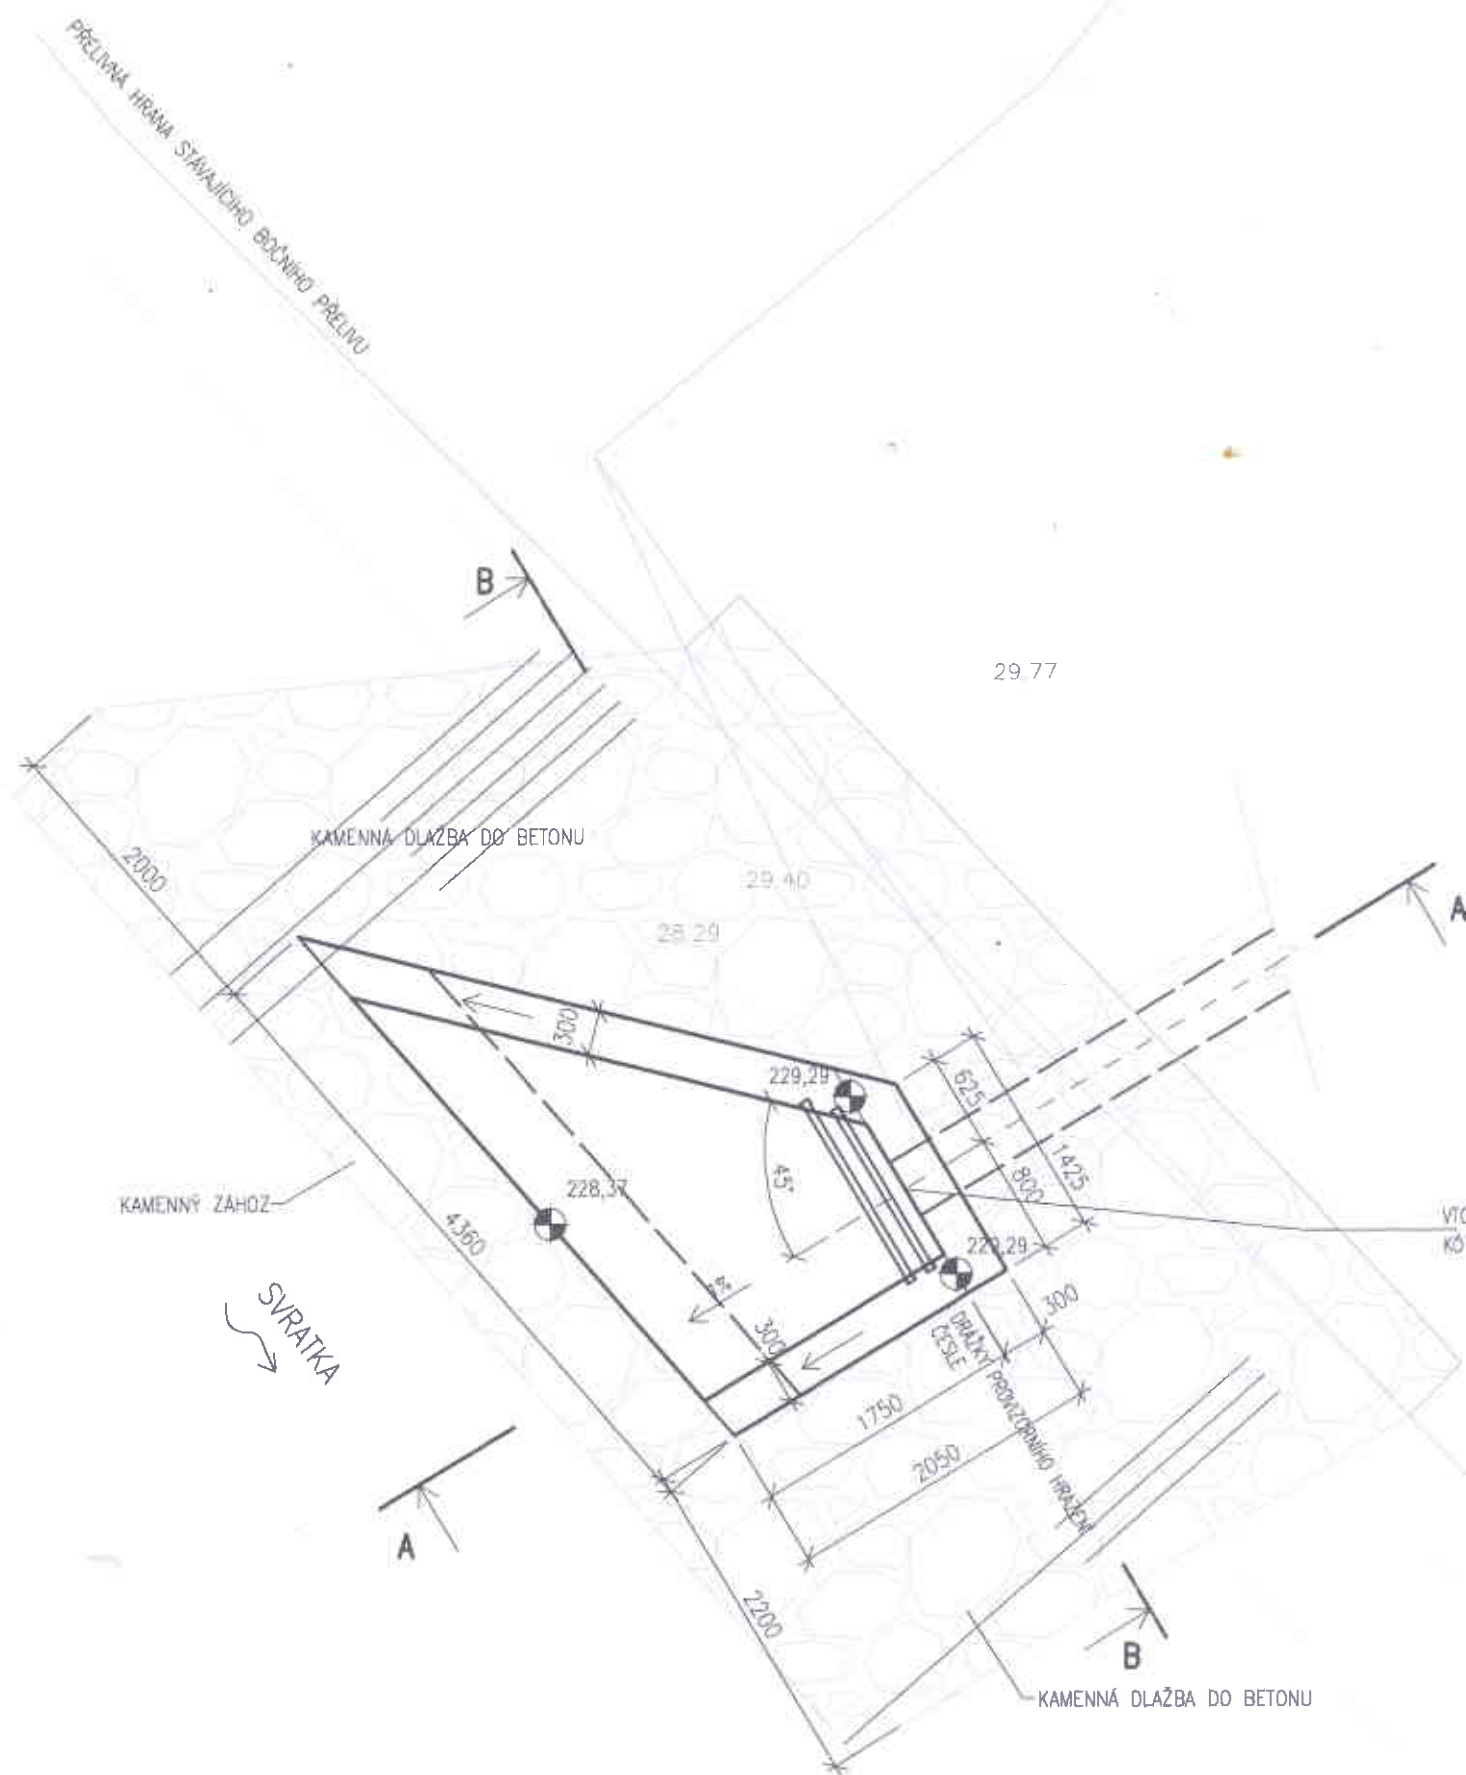 PŘELIVNÁ HRANA STÁVAJÍCÍHO BOČNÍHO PŘELIVU
B
29.77
KAMENNÁ DLAŽBA DO BETONU
2000
29.40
A
28.29
300
229,29
625
1425
45°
800
228,37
KAMENNÝ ZÁHOZ
4360
VTO
KÓ
229,29
SVRATKA
300
300
DRÁŽKY PROVIZORNÍHO HRAZENÍ
ČESLE
1750
2050
A
2200
B
KAMENNÁ DLAŽBA DO BETONU